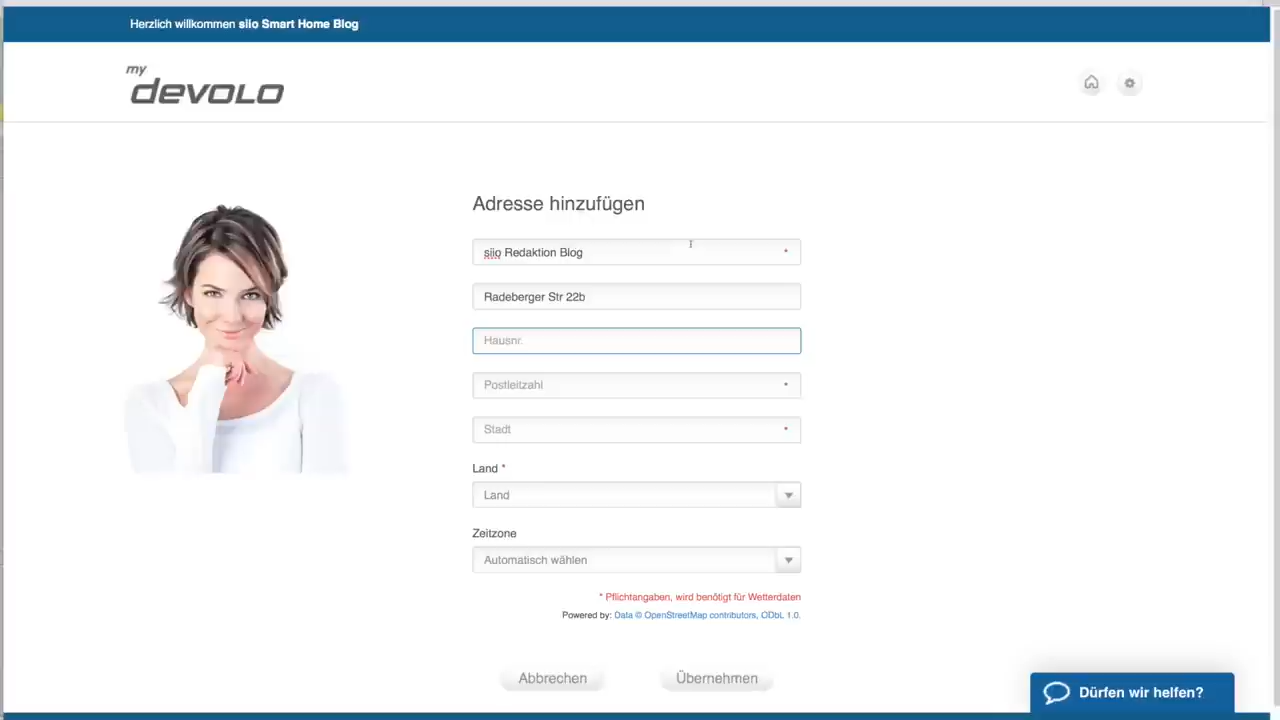 Herzlich willkommen siio Smart Home Blog
my
devolo
Adresse hinzufügen
siio Redaktion Blog *
Radeberger Str 22b
Hausnr.
Postleitzahl *
Stadt *
Land *
Land
Zeitzone
Automatisch wählen
* Pflichtangaben, wird benötigt für Wetterdaten
Powered by: Data © OpenStreetMap contributors, ODbL 1.0.
Abbrechen Übernehmen
Dürfen wir helfen?